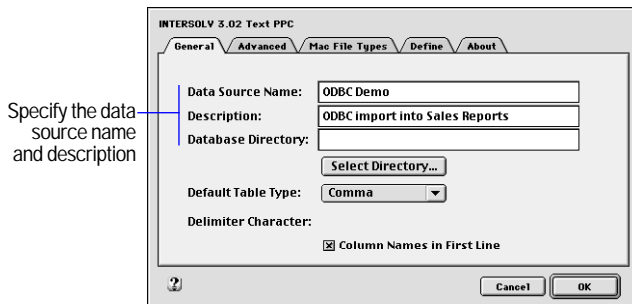 INTERSOLV 3.02 Text PPC
General Advanced Mac File Types Define About
Specify the data source name and description
Data Source Name: ODBC Demo
Description: ODBC import into Sales Reports
Database Directory:
Select Directory...
Default Table Type: Comma
Delimiter Character:
Column Names in First Line
?
Cancel OK